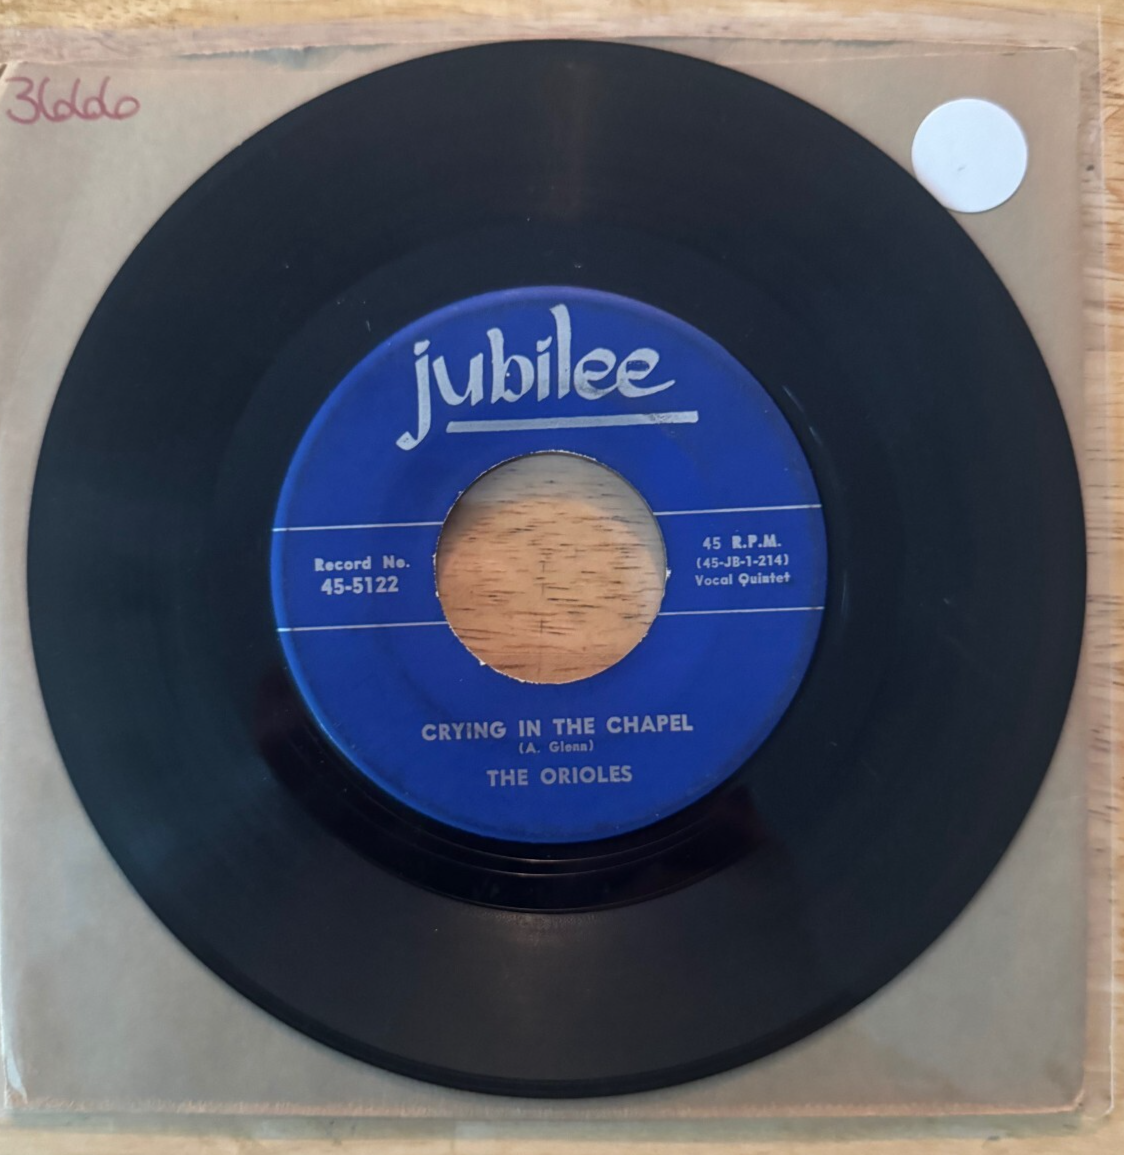 36660
jubilee
Record No.
45-5122
45 R.P.M.
(45-JB-1-214)
Vocal Quintet
CRYING IN THE CHAPEL
(A. Glenn)
THE ORIOLES